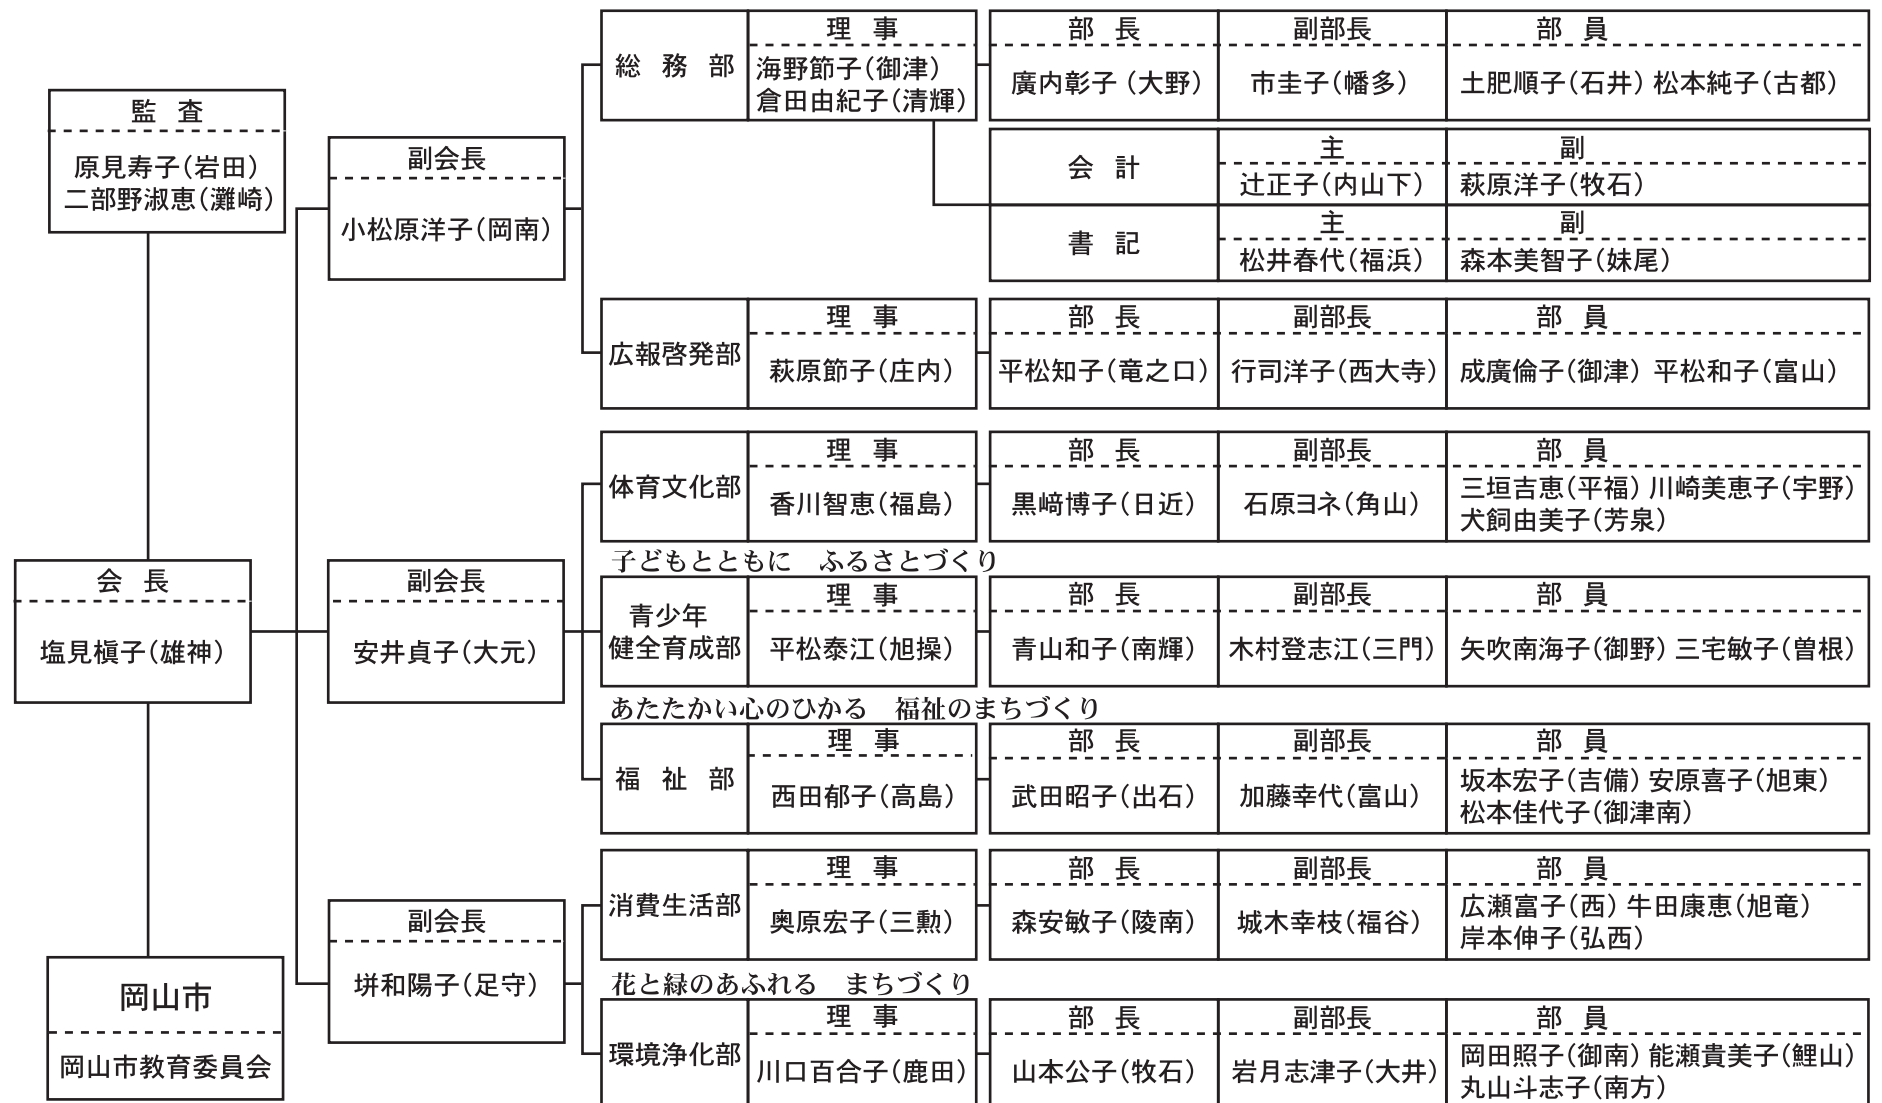 監 査
原見寿子(岩田)
二部野淑恵(灘崎)
会 長
塩見槇子(雄神)
岡山市
岡山市教育委員会
副会長
小松原洋子(岡南)
総 務 部
理 事
海野節子(御津)
倉田由紀子(清輝)
部 長
廣内彰子(大野)
副部長
市圭子(幡多)
部 員
土肥順子(石井) 松本純子(古都)
会 計
主
辻正子(内山下)
副
萩原洋子(牧石)
書 記
主
松井春代(福浜)
副
森本美智子(妹尾)
広報啓発部
理 事
萩原節子(庄内)
部 長
平松知子(竜之口)
副部長
行司洋子(西大寺)
部 員
成廣倫子(御津) 平松和子(富山)
副会長
安井貞子(大元)
体育文化部
理 事
香川智恵(福島)
部 長
黒﨑博子(日近)
副部長
石原ヨネ(角山)
部 員
三垣吉恵(平福) 川崎美恵子(宇野)
犬飼由美子(芳泉)
子どもとともに ふるさとづくり
青少年
健全育成部
理 事
平松泰江(旭操)
部 長
青山和子(南輝)
副部長
木村登志江(三門)
部 員
矢吹南海子(御野) 三宅敏子(曽根)
あたたかい心のひかる 福祉のまちづくり
福 祉 部
理 事
西田郁子(高島)
部 長
武田昭子(出石)
副部長
加藤幸代(富山)
部 員
坂本宏子(吉備) 安原喜子(旭東)
松本佳代子(御津南)
副会長
垪和陽子(足守)
消費生活部
理 事
奥原宏子(三勲)
部 長
森安敏子(陵南)
副部長
城木幸枝(福谷)
部 員
広瀬富子(西) 牛田康恵(旭竜)
岸本伸子(弘西)
花と緑のあふれる まちづくり
環境浄化部
理 事
川口百合子(鹿田)
部 長
山本公子(牧石)
副部長
岩月志津子(大井)
部 員
岡田照子(御南) 能瀬貴美子(鯉山)
丸山斗志子(南方)